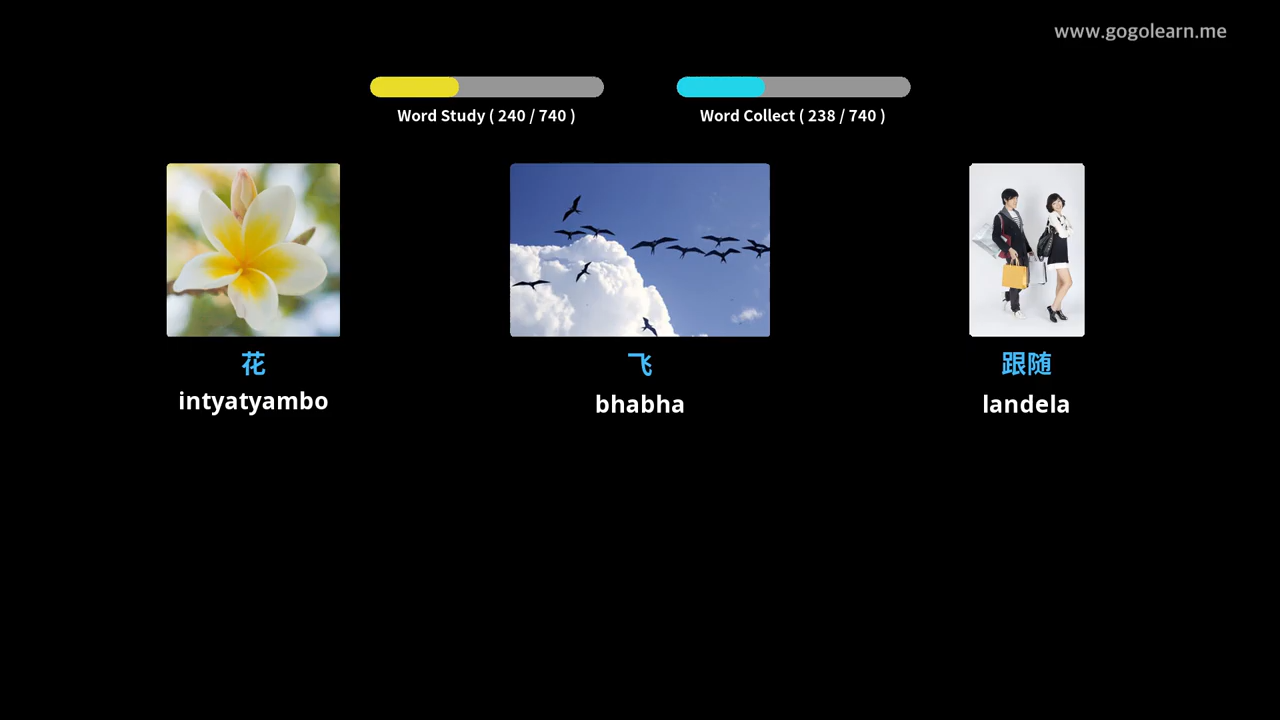 www.gogolearn.me
Word Study ( 240 / 740 )
Word Collect ( 238 / 740 )
花
intyatyambo
飞
bhabha
跟随
landela